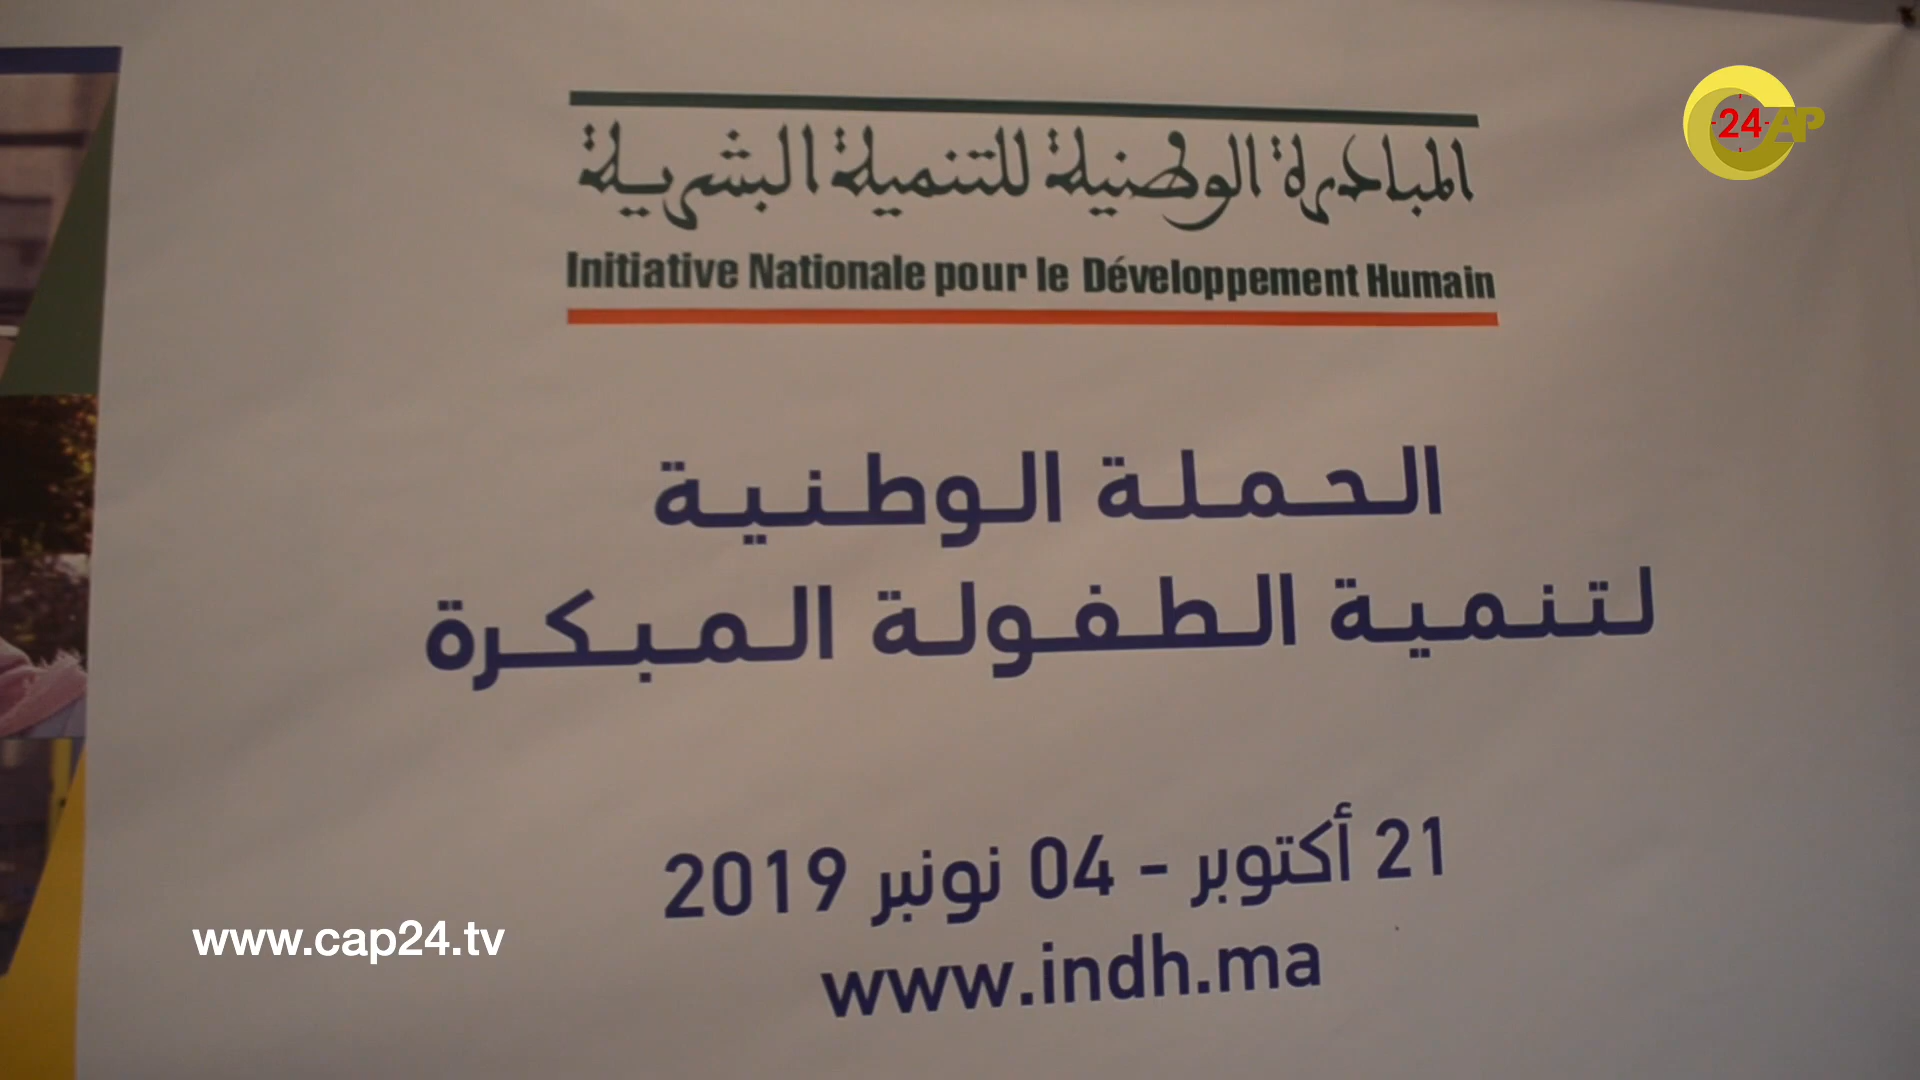 24 AP
المبادرة الوطنية للتنمية البشرية
Initiative Nationale pour le Développement Humain
الحملة الوطنية
لتنمية الطفولة المبكرة
21 أكتوبر - 04 نونبر 2019
www.indh.ma
www.cap24.tv